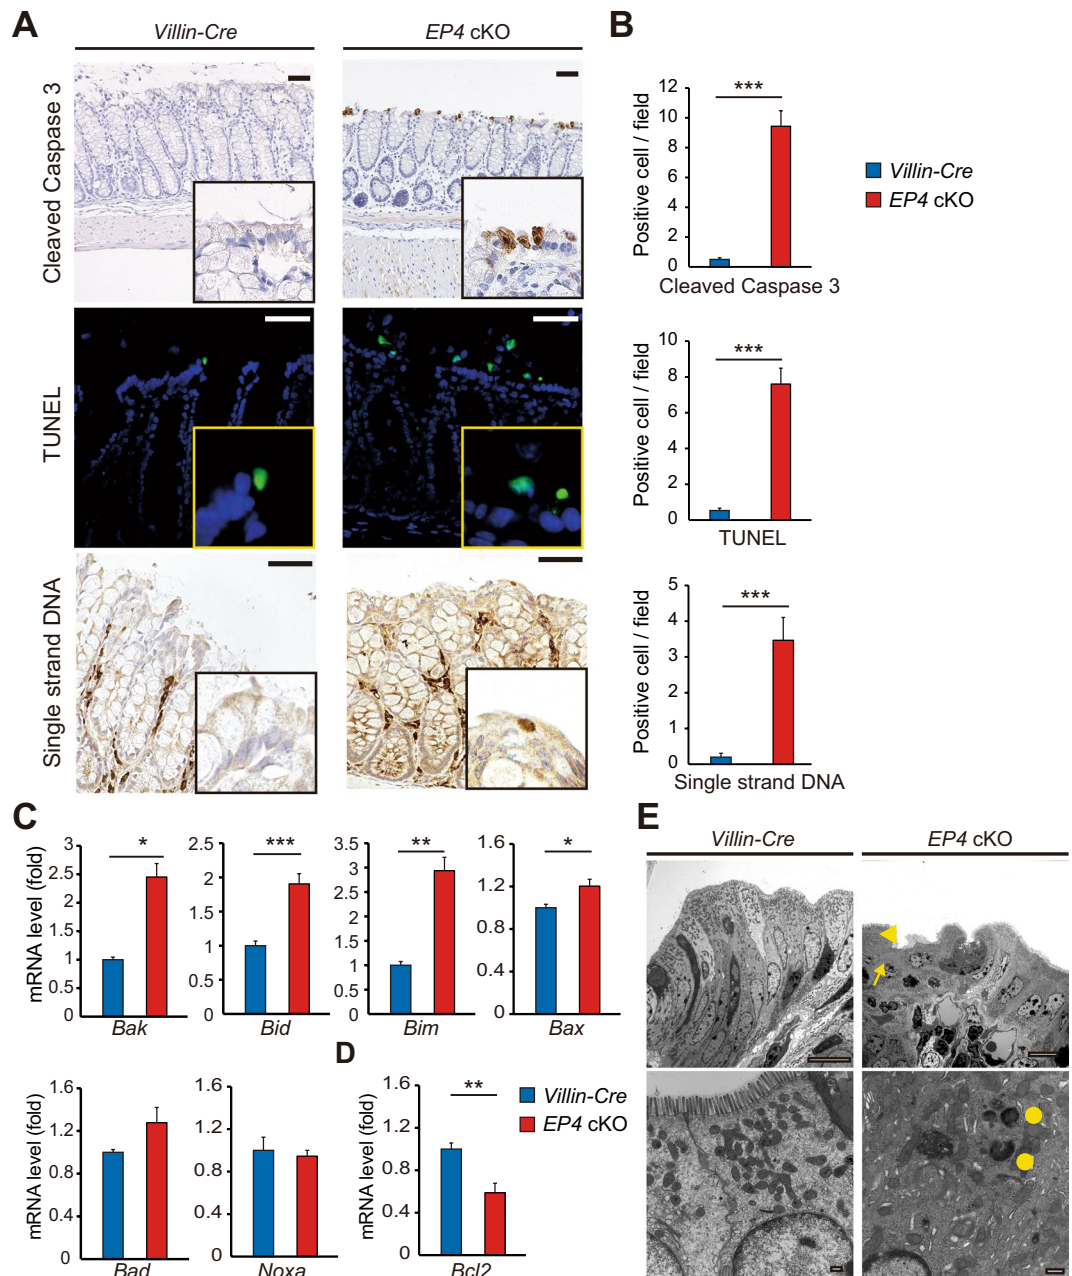 A
Villin-Cre
EP4 cKO
Cleaved Caspase 3
TUNEL
Single strand DNA
B
Positive cell / field
12
10
8
6
4
2
0
***
Cleaved Caspase 3
Villin-Cre
EP4 cKO
Positive cell / field
10
8
6
4
2
0
***
TUNEL
Positive cell / field
5
4
3
2
1
0
***
Single strand DNA
C
mRNA level (fold)
3
2.5
2
1.5
1
0.5
0
*
Bak
2.5
2
1.5
1
0.5
0
***
Bid
3.5
3
2.5
2
1.5
1
0.5
0
**
Bim
1.6
1.2
0.8
0.4
0
*
Bax
mRNA level (fold)
1.6
1.2
0.8
0.4
0
Bad
1.6
1.2
0.8
0.4
0
Noxa
D
mRNA level (fold)
1.6
1.2
0.8
0.4
0
**
Bcl2
Villin-Cre
EP4 cKO
E
Villin-Cre
EP4 cKO